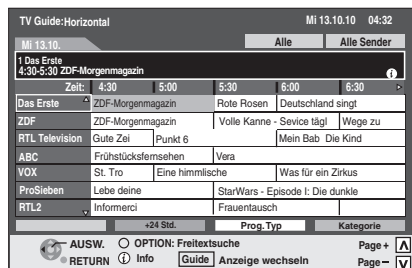 TV Guide:Horizontal Mi 13.10.10 04:32
Mi 13.10. Alle Alle Sender
1 Das Erste
4:30-5:30 ZDF-Morgenmagazin
Zeit: 4:30 5:00 5:30 6:00 6:30
Das Erste ZDF-Morgenmagazin Rote Rosen Deutschland singt
ZDF ZDF-Morgenmagazin Volle Kanne - Sevice tägl Wege zu
RTL Television Gute Zei Punkt 6 Mein Bab Die Kind
ABC Frühstücksfernsehen Vera
VOX St. Tro Eine himmlische Was für ein Zirkus
ProSieben Lebe deine StarWars - Episode I: Die dunkle
RTL2 Informerci Frauentausch
+24 Std. Prog.Typ Kategorie
AUSW. OPTION: Freitextsuche Page +
RETURN i Info Guide Anzeige wechseln Page –